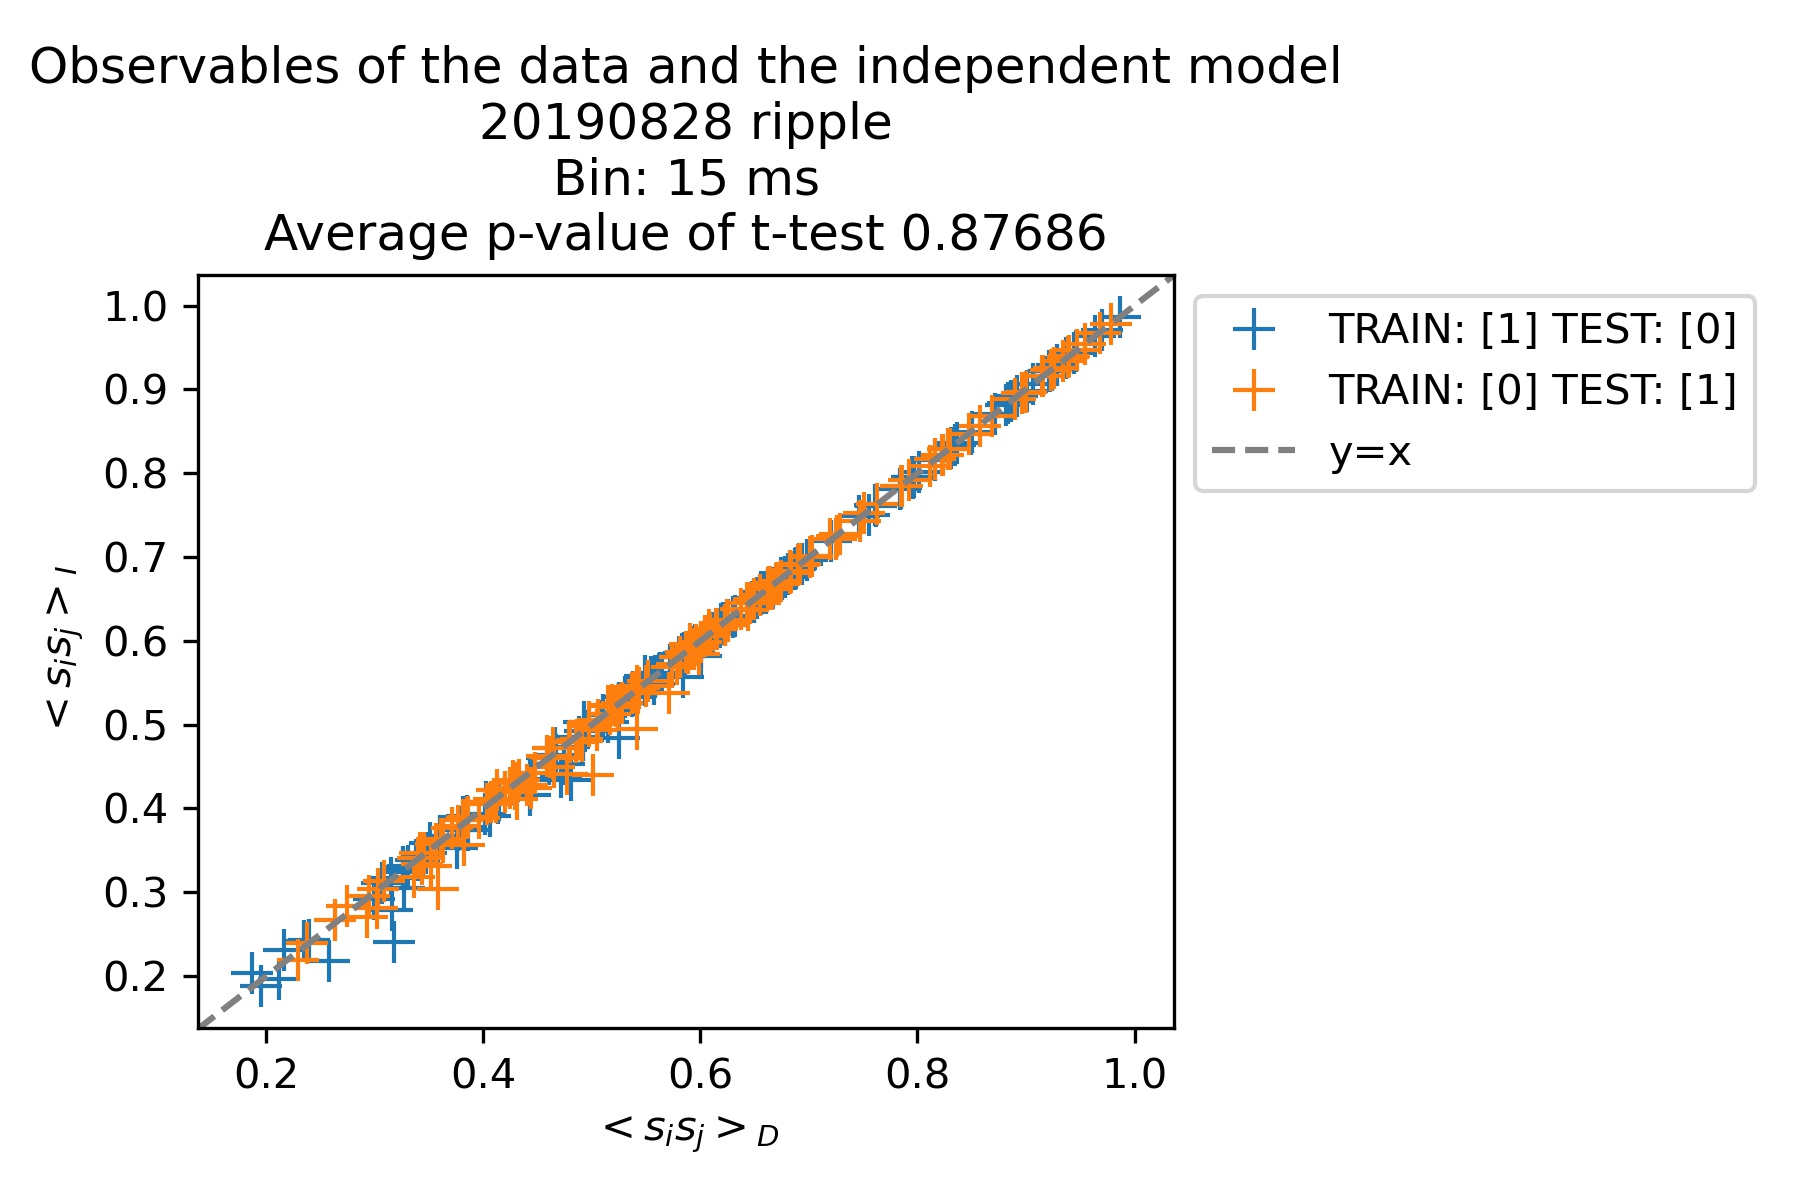 Observables of the data and the independent model
20190828 ripple
Bin: 15 ms
Average p-value of t-test 0.87686
1.0
0.9
0.8
0.7
0.6
0.5
0.4
0.3
0.2
< s_i s_j >_I
0.2 0.4 0.6 0.8 1.0
< s_i s_j >_D
TRAIN: [1] TEST: [0]
TRAIN: [0] TEST: [1]
y=x